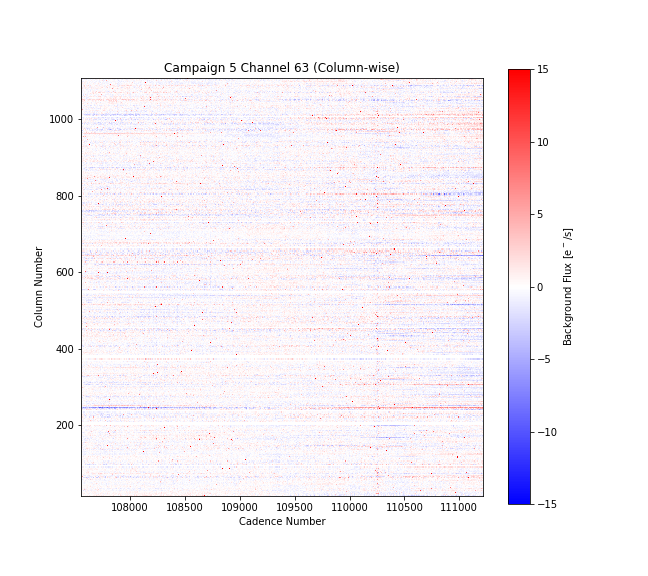 Campaign 5 Channel 63 (Column-wise)
1000
800
600
400
200
Column Number
108000 108500 109000 109500 110000 110500 111000
Cadence Number
15
10
5
0
−5
−10
−15
Background Flux [e⁻/s]